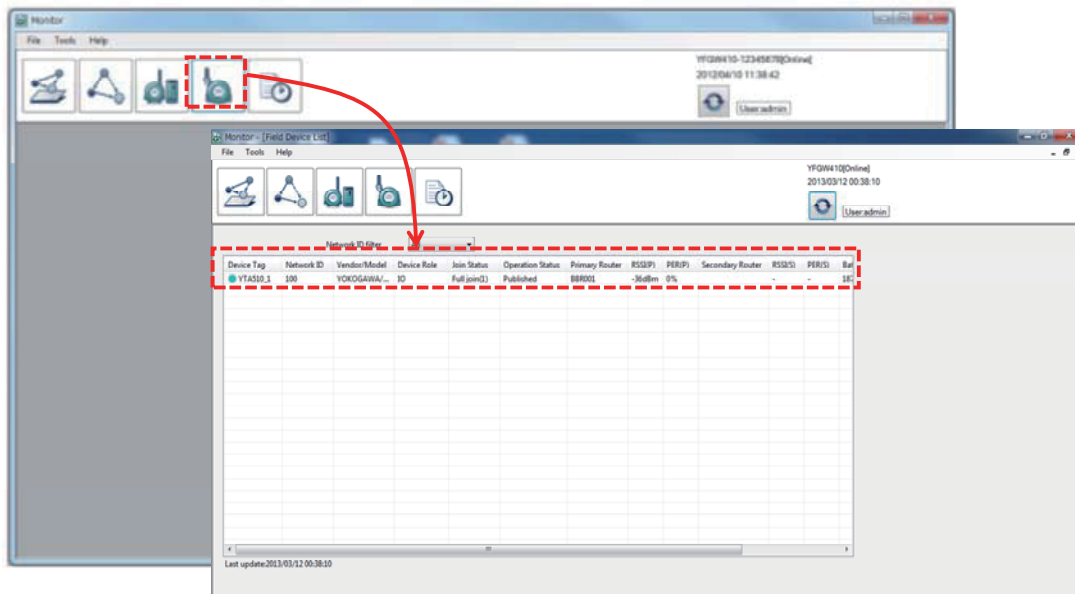 Monitor
File Tools Help
YFGW410-12345678[Online]
2012/04/10 11:38:42
User:admin
Monitor - [Field Device List]
File Tools Help
YFGW410[Online]
2013/03/12 00:38:10
User:admin
Network ID filter
Device Tag Network ID Vendor/Model Device Role Join Status Operation Status Primary Router RSSI(P) PER(P) Secondary Router RSSI(S) PER(S) Bat
YTA510_1 100 YOKOGAWA/... IO Full join(1) Published BBR001 -36dBm 0% - - 182
Last update:2013/03/12 00:38:10